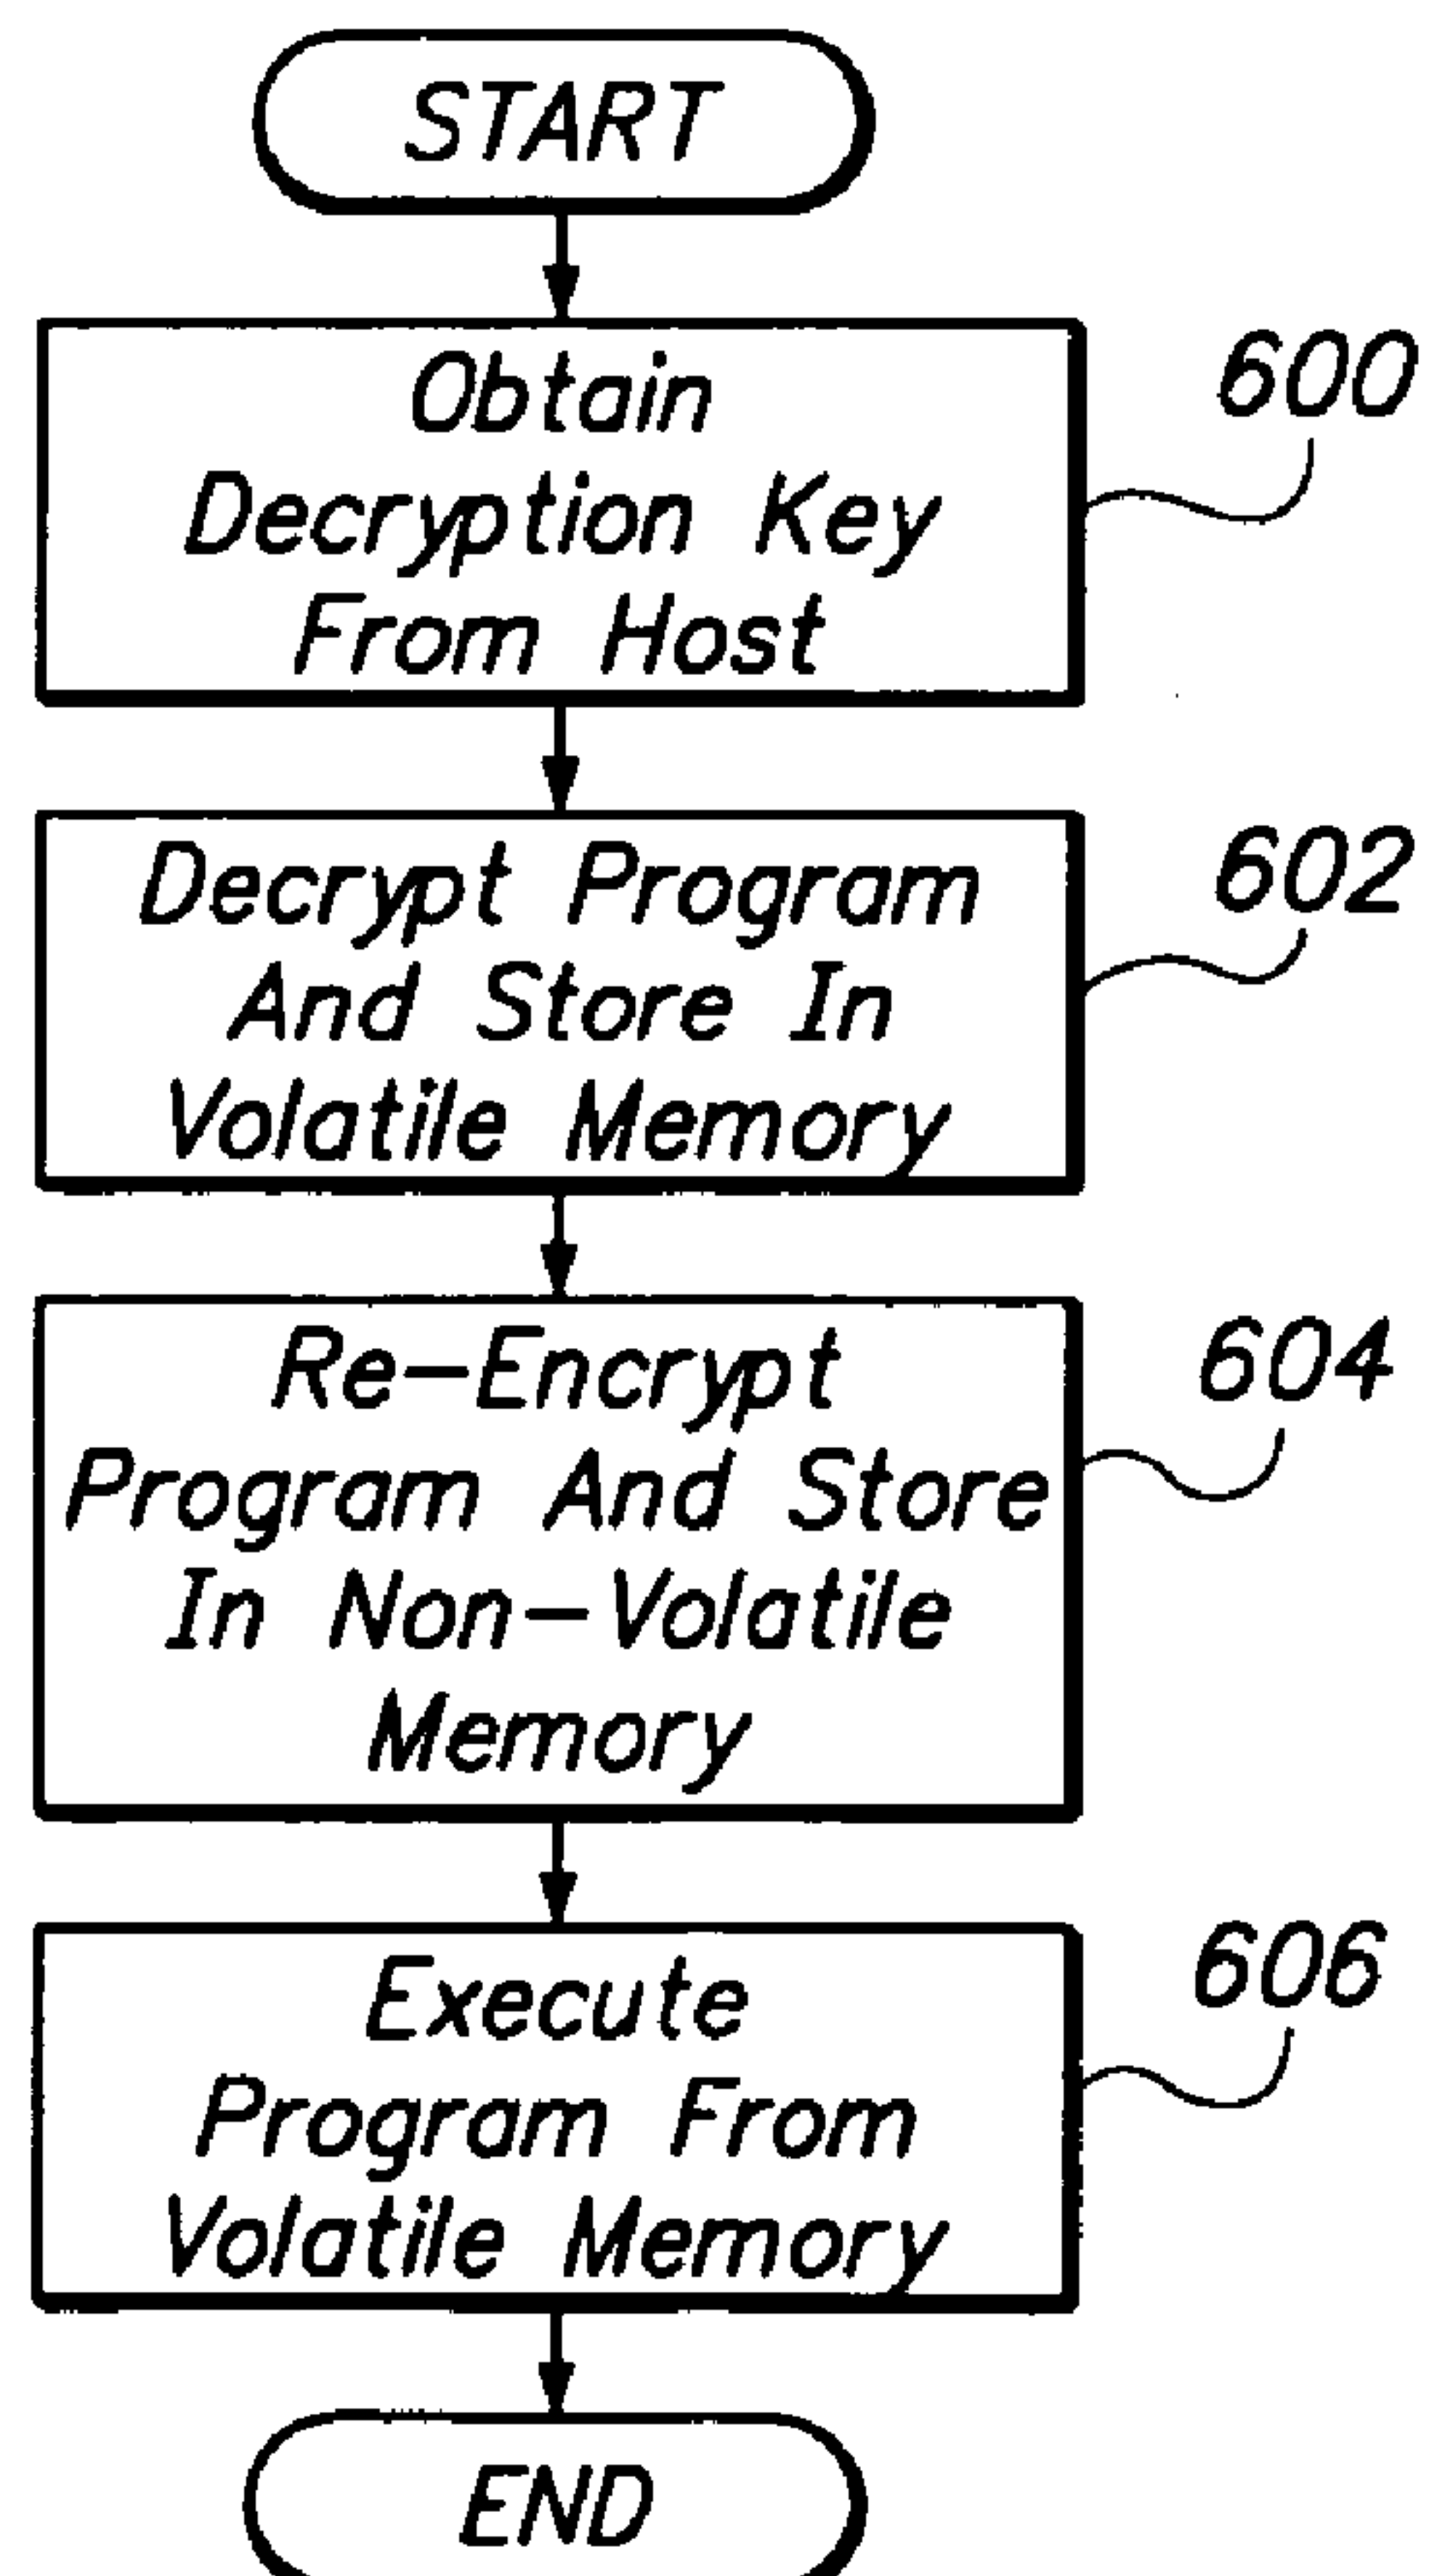 START
Obtain
Decryption Key
From Host
600
Decrypt Program
And Store In
Volatile Memory
602
Re-Encrypt
Program And Store
In Non-Volatile
Memory
604
Execute
Program From
Volatile Memory
606
END